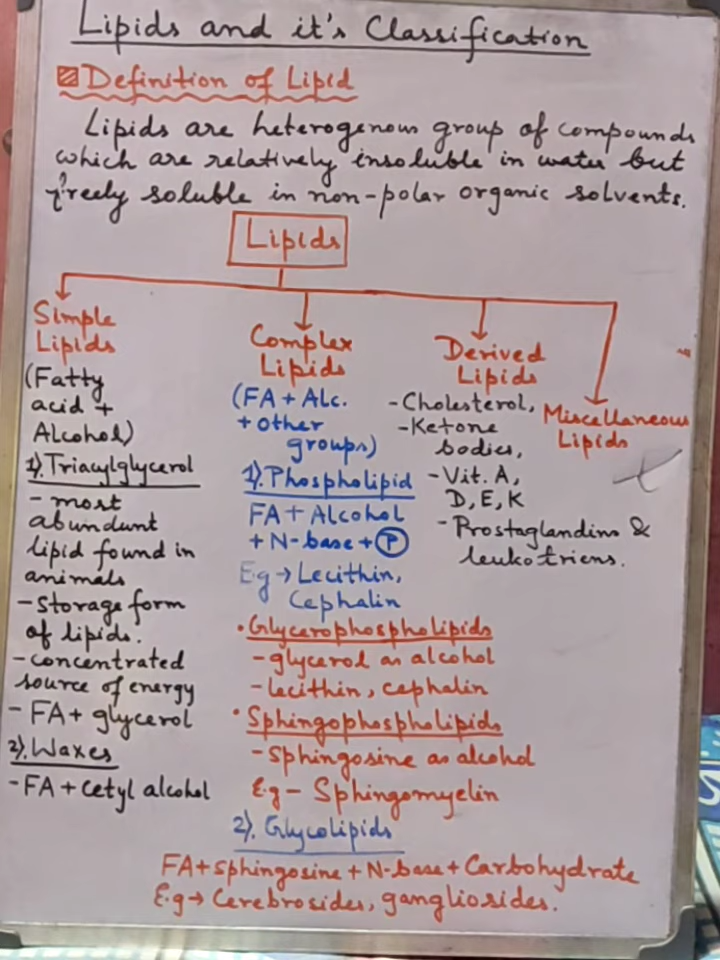 Lipids and it's Classification
Definition of Lipid
Lipids are heterogenous group of compounds
which are relatively insoluble in water but
freely soluble in non-polar organic solvents.
Lipids
Simple
Lipids
(Fatty
acid +
Alcohol)
1). Triacylglycerol
- most
abundunt
lipid found in
animals
- Storage form
of lipids.
- concentrated
source of energy
- FA + glycerol
2). Waxes
- FA + cetyl alcohol
Complex
Lipids
(FA + Alc.
+ other
groups)
1). Phospholipid
FA + Alcohol
+ N-base + P
E.g → Lecithin,
Cephalin
• Glycerophospholipids
- glycerol as alcohol
- lecithin, cephalin
• Sphingophospholipids
- Sphingosine as alcohol
E.g - Sphingomyelin
2). Glycolipids
FA + sphingosine + N-base + Carbohydrate
E.g → Cerebrosides, gangliosides.
Derived
Lipids
- Cholesterol,
- Ketone
bodies,
- Vit. A,
D, E, K
- Prostaglandins &
leukotriens.
Miscellaneous
Lipids